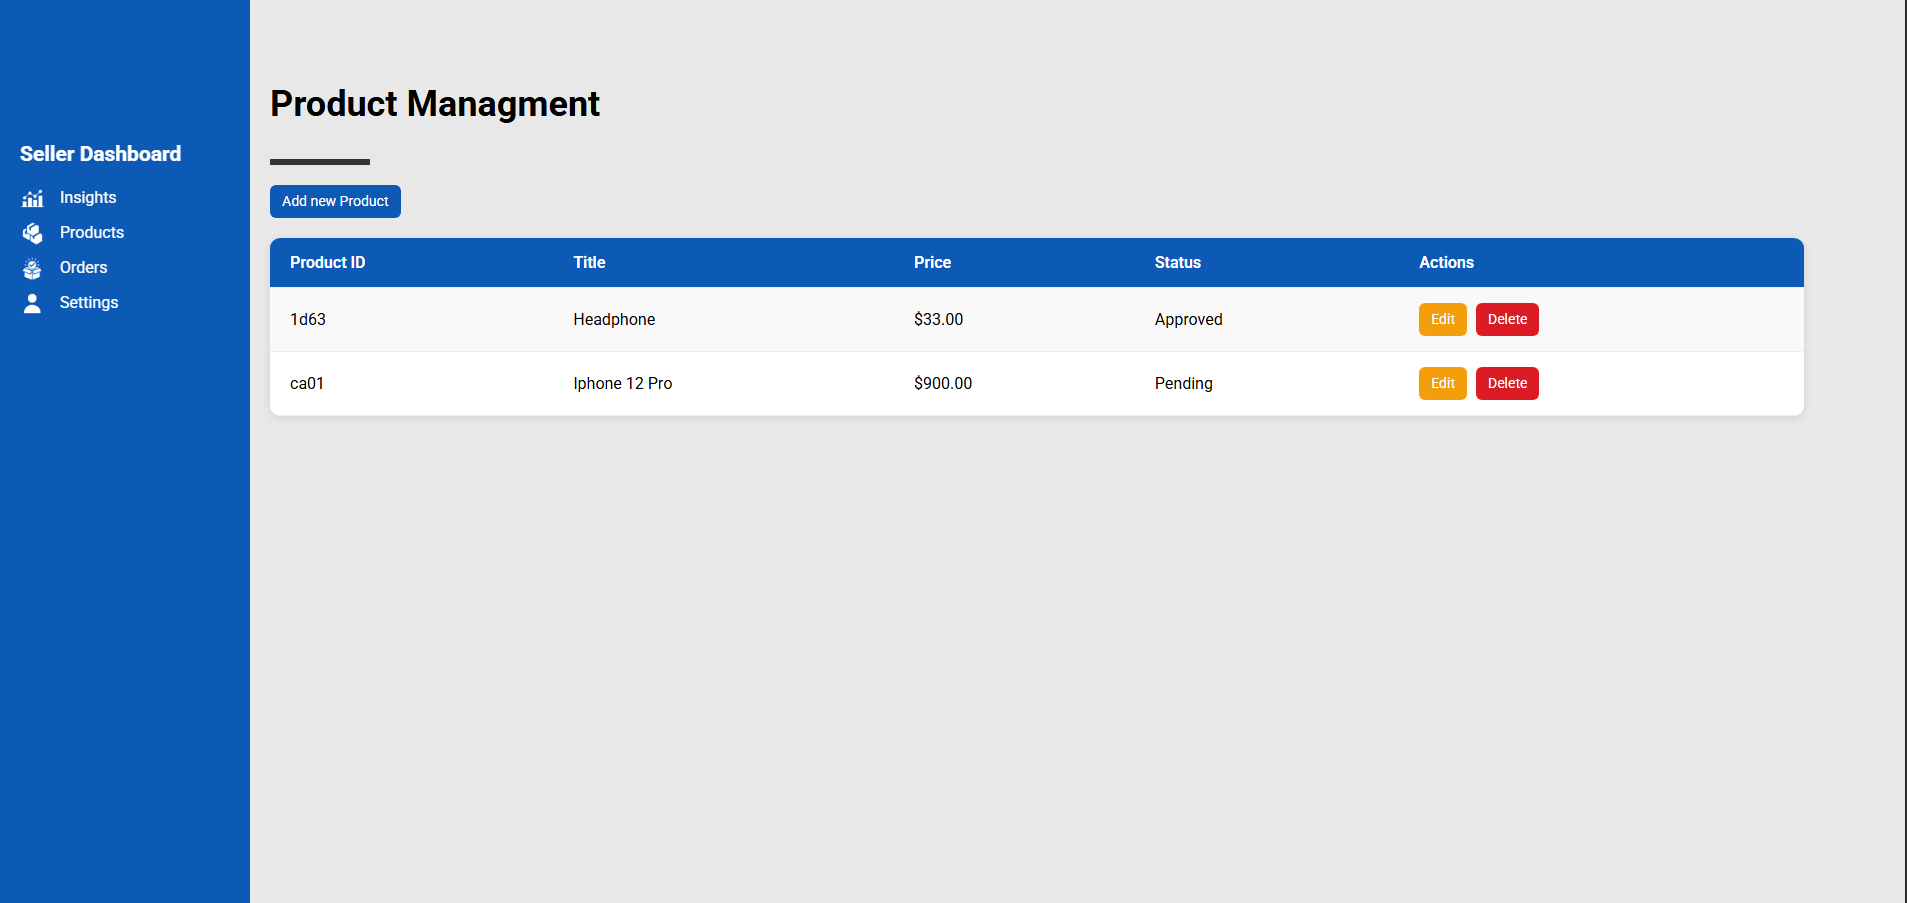 Seller Dashboard
Insights
Products
Orders
Settings
Product Managment
Add new Product
Product ID Title Price Status Actions
1d63 Headphone $33.00 Approved Edit Delete
ca01 Iphone 12 Pro $900.00 Pending Edit Delete